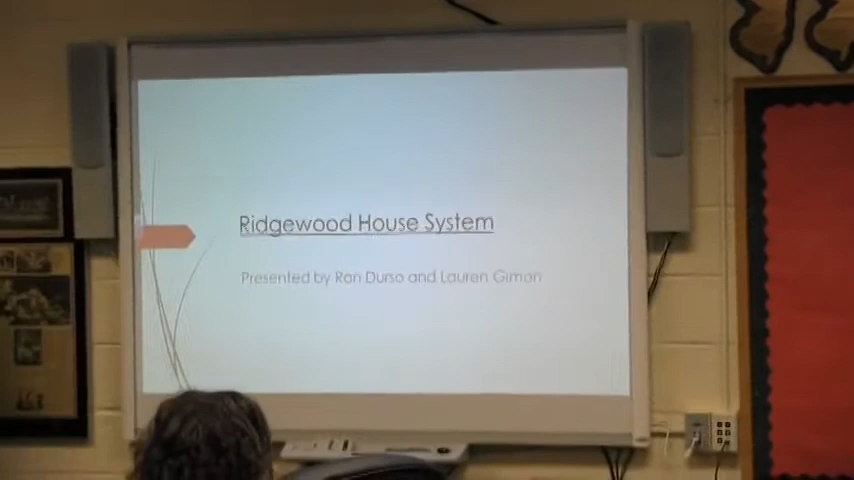 Ridgewood House System
Presented by Ron Durso and Lauren Gimon